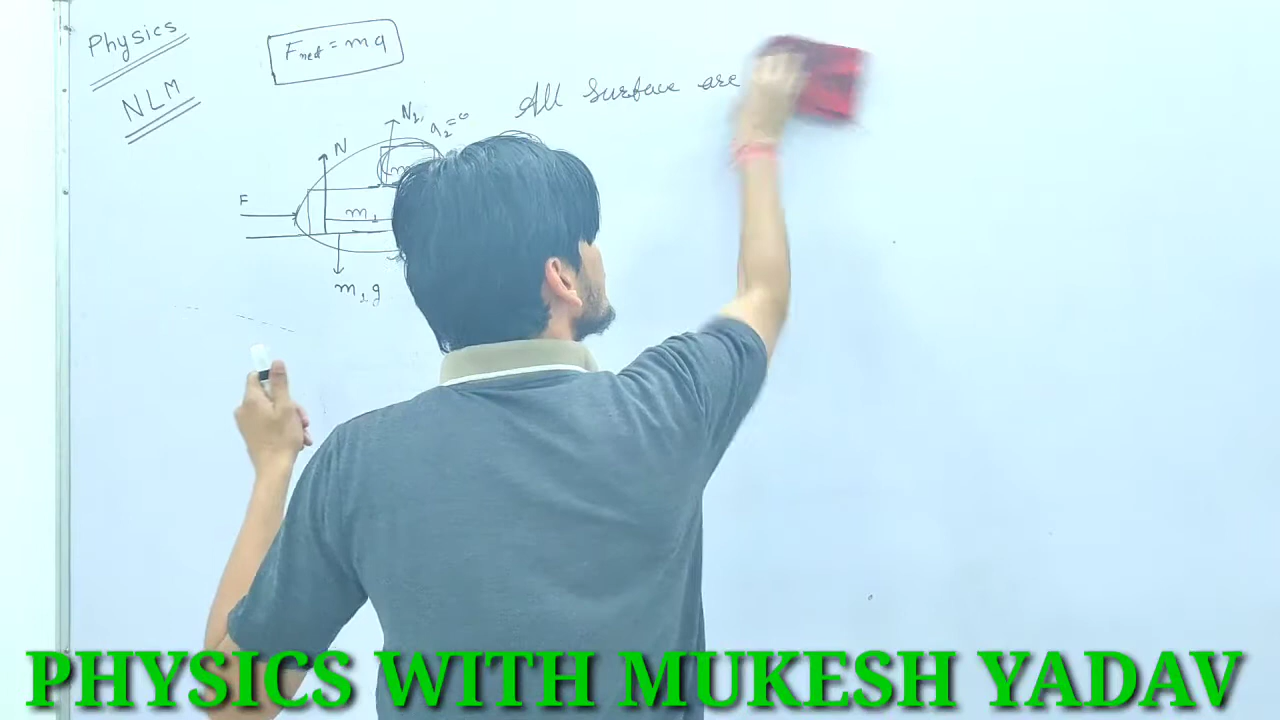 Physics
NLM
Fnet = ma
All surface are
N
N2
a2=0
F
m1
m
m1g
PHYSICS WITH MUKESH YADAV